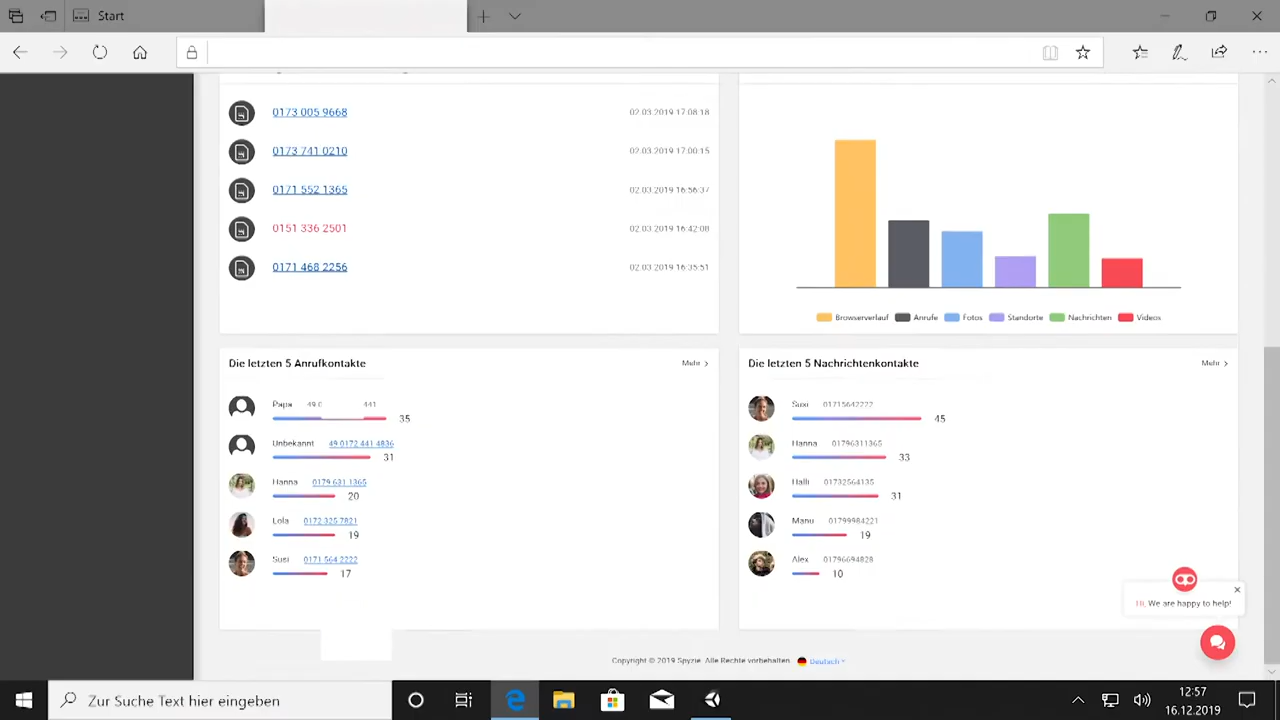 Start
0173 005 9668 02.03.2019 17:08:18
0173 741 0210 02.03.2019 17:00:15
0171 552 1365 02.03.2019 16:56:37
0151 336 2501 02.03.2019 16:42:08
0171 468 2256 02.03.2019 16:35:51
Browserverlauf Anrufe Fotos Standorte Nachrichten Videos
Die letzten 5 Anrufkontakte Mehr >
Papa 49.0 441
35
Unbekannt 49 0172 441 4836
31
Hanna 0179 631 1365
20
Lola 0172 325 7821
19
Susi 0171 564 2222
17
Die letzten 5 Nachrichtenkontakte Mehr >
Susi 01715642222
45
Hanna 01796311365
33
Halli 01732564135
31
Manu 01799984221
19
Alex 01796694828
10
Hi, We are happy to help!
Copyright © 2019 Spyzie. Alle Rechte vorbehalten. Deutsch
Zur Suche Text hier eingeben
12:57
16.12.2019